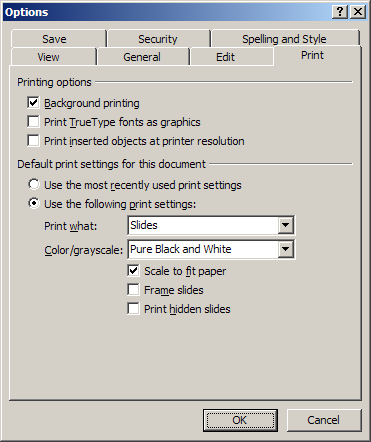 Options
Save Security Spelling and Style
View General Edit Print
Printing options
Background printing
Print TrueType fonts as graphics
Print inserted objects at printer resolution
Default print settings for this document
Use the most recently used print settings
Use the following print settings:
Print what: Slides
Color/grayscale: Pure Black and White
Scale to fit paper
Frame slides
Print hidden slides
OK Cancel